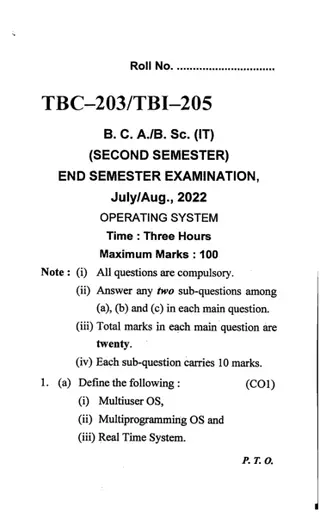 Roll No. ..............................
TBC–203/TBI–205
B. C. A./B. Sc. (IT)
(SECOND SEMESTER)
END SEMESTER EXAMINATION,
July/Aug., 2022
OPERATING SYSTEM
Time : Three Hours
Maximum Marks : 100
Note : (i) All questions are compulsory.
(ii) Answer any two sub-questions among
(a), (b) and (c) in each main question.
(iii) Total marks in each main question are
twenty.
(iv) Each sub-question carries 10 marks.
1. (a) Define the following : (CO1)
(i) Multiuser OS,
(ii) Multiprogramming OS and
(iii) Real Time System.
P. T. O.